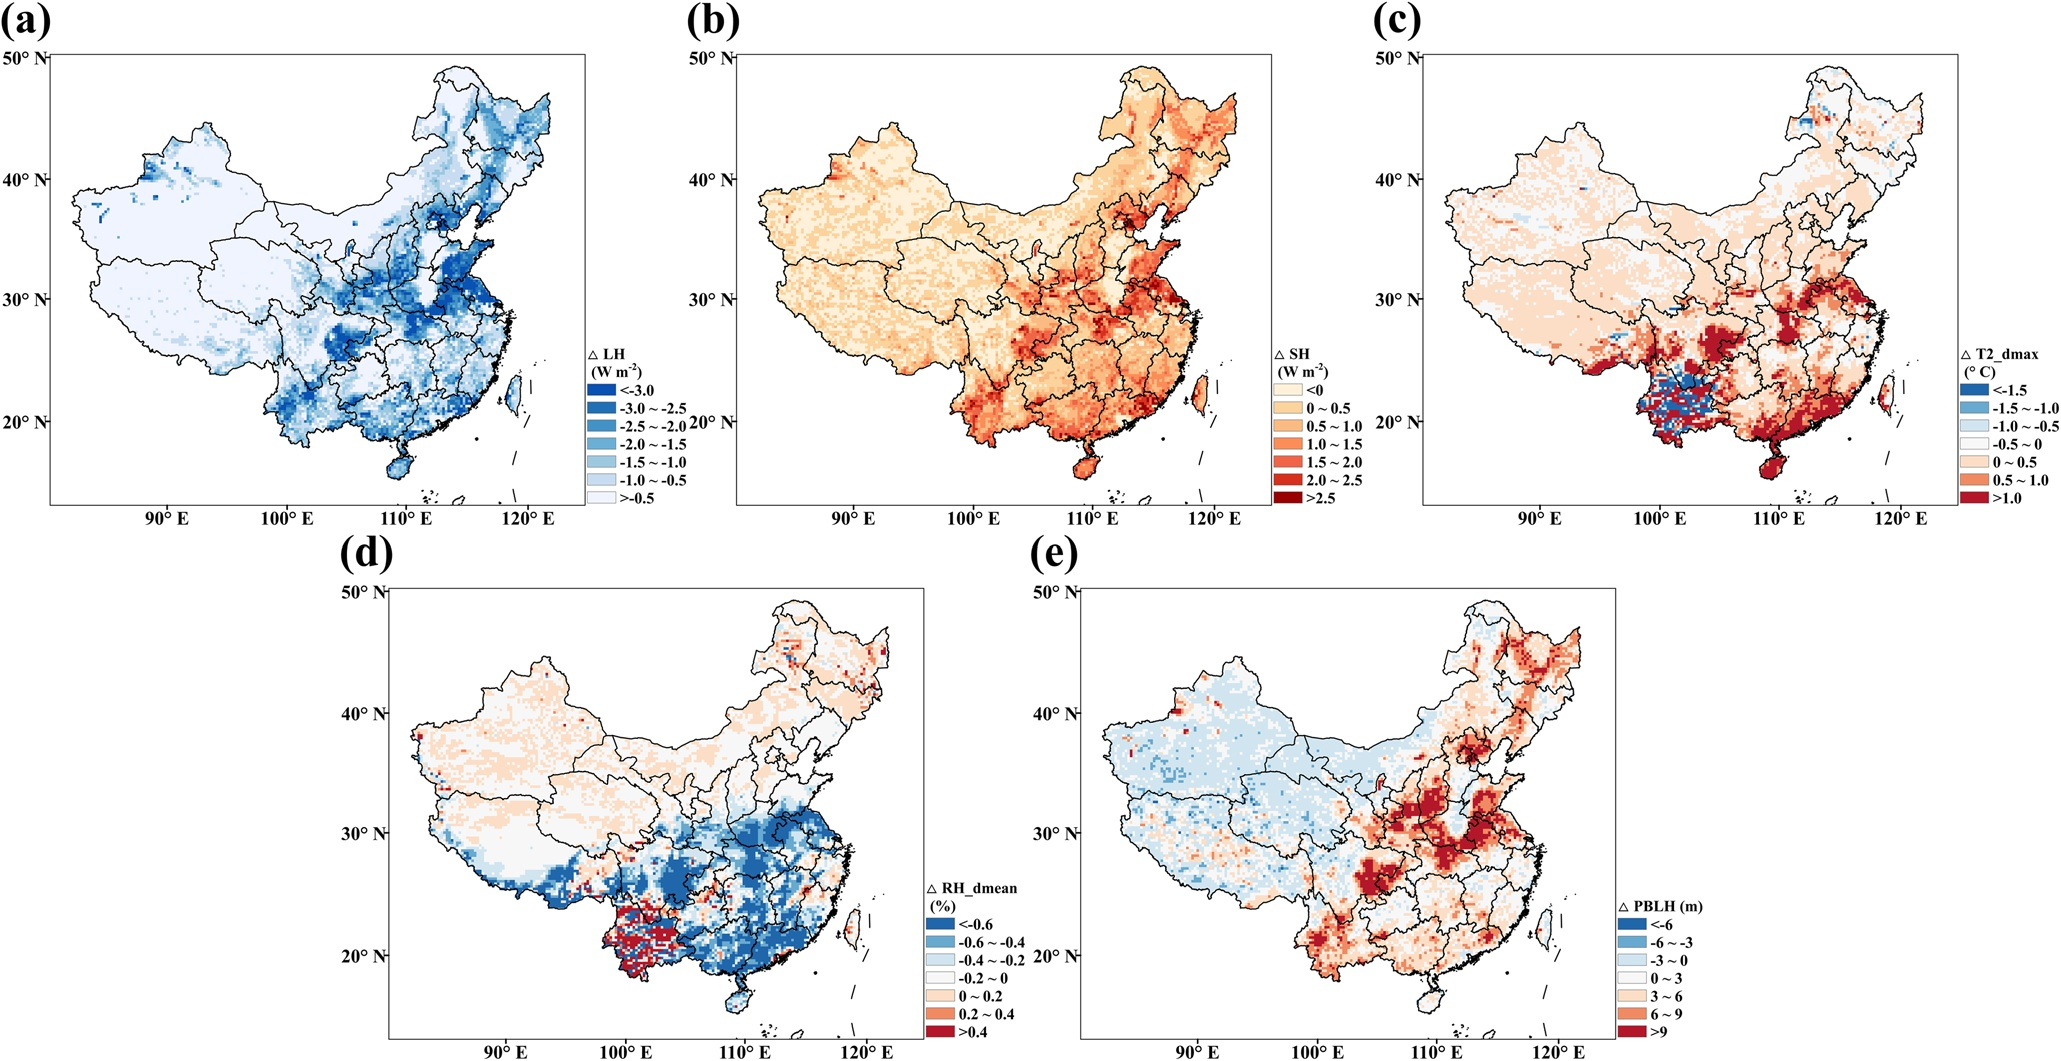 (a)
50° N
40° N
30° N
20° N
90° E 100° E 110° E 120° E
△ LH
(W m⁻²)
<-3.0
-3.0 ~ -2.5
-2.5 ~ -2.0
-2.0 ~ -1.5
-1.5 ~ -1.0
-1.0 ~ -0.5
>-0.5
(b)
50° N
40° N
30° N
20° N
90° E 100° E 110° E 120° E
△ SH
(W m⁻²)
<0
0 ~ 0.5
0.5 ~ 1.0
1.0 ~ 1.5
1.5 ~ 2.0
2.0 ~ 2.5
>2.5
(c)
50° N
40° N
30° N
20° N
90° E 100° E 110° E 120° E
△ T2_dmax
(° C)
<-1.5
-1.5 ~ -1.0
-1.0 ~ -0.5
-0.5 ~ 0
0 ~ 0.5
0.5 ~ 1.0
>1.0
(d)
50° N
40° N
30° N
20° N
90° E 100° E 110° E 120° E
△ RH_dmean
(%)
<-0.6
-0.6 ~ -0.4
-0.4 ~ -0.2
-0.2 ~ 0
0 ~ 0.2
0.2 ~ 0.4
>0.4
(e)
50° N
40° N
30° N
20° N
90° E 100° E 110° E 120° E
△ PBLH (m)
<-6
-6 ~ -3
-3 ~ 0
0 ~ 3
3 ~ 6
6 ~ 9
>9